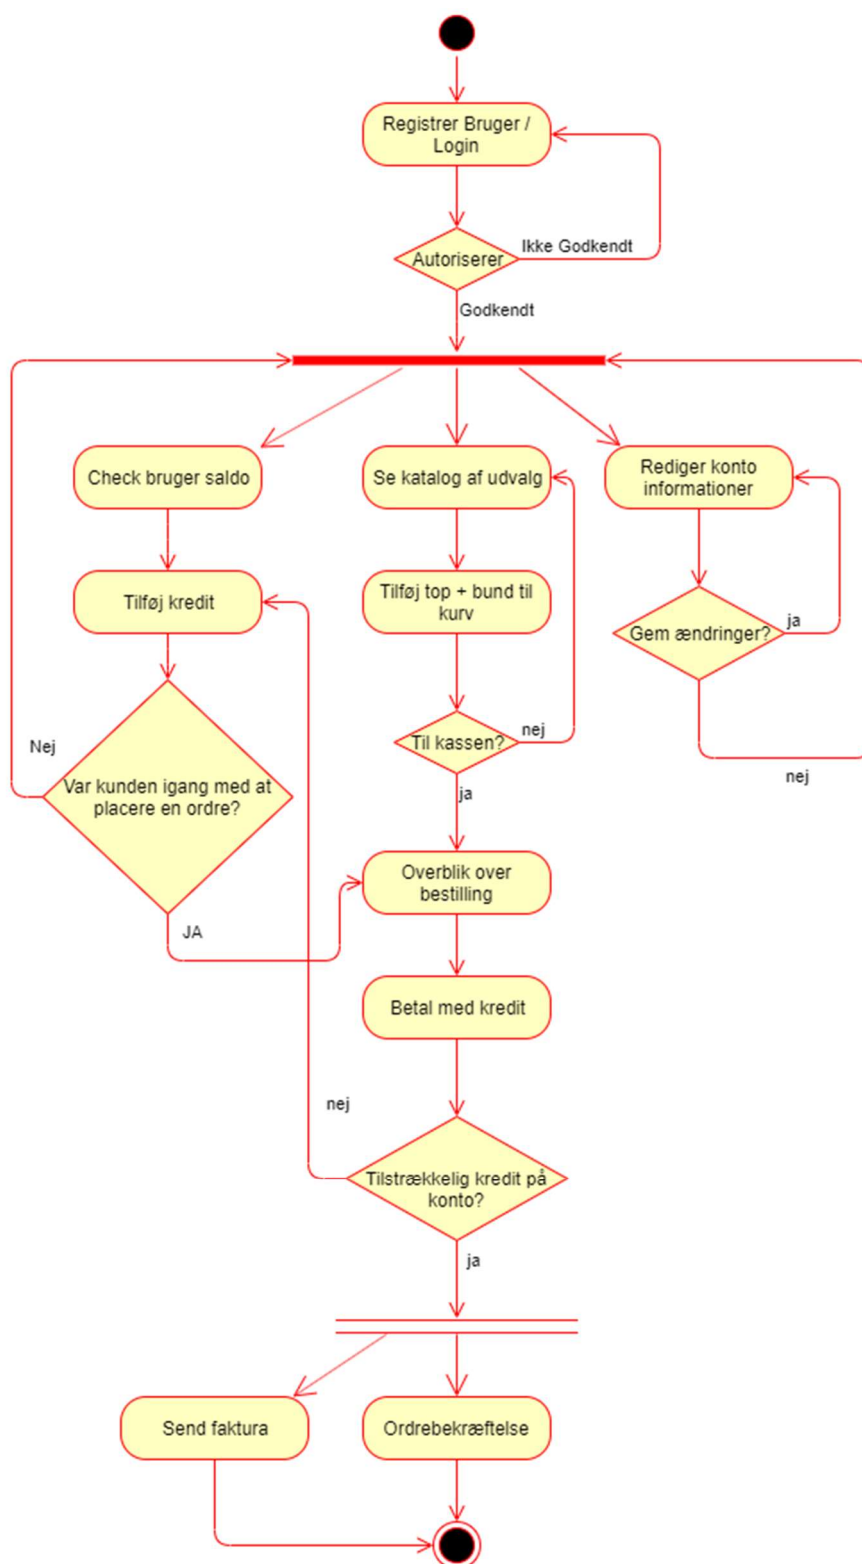 Registrer Bruger /
Login
Ikke Godkendt
Autoriserer
Godkendt
Check bruger saldo
Se katalog af udvalg
Rediger konto
informationer
Tilføj kredit
Tilføj top + bund til
kurv
Gem ændringer?
ja
nej
Nej
Var kunden igang med at
placere en ordre?
Til kassen?
nej
ja
Overblik over
bestilling
JA
Betal med kredit
nej
Tilstrækkelig kredit på
konto?
ja
Send faktura
Ordrebekræftelse